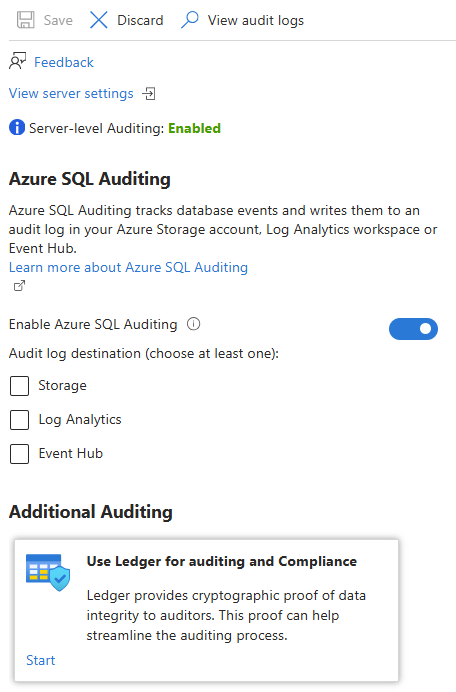 Save Discard View audit logs
Feedback
View server settings
Server-level Auditing: Enabled
Azure SQL Auditing
Azure SQL Auditing tracks database events and writes them to an
audit log in your Azure Storage account, Log Analytics workspace or
Event Hub.
Learn more about Azure SQL Auditing
Enable Azure SQL Auditing
Audit log destination (choose at least one):
Storage
Log Analytics
Event Hub
Additional Auditing
Use Ledger for auditing and Compliance
Ledger provides cryptographic proof of data
integrity to auditors. This proof can help
streamline the auditing process.
Start